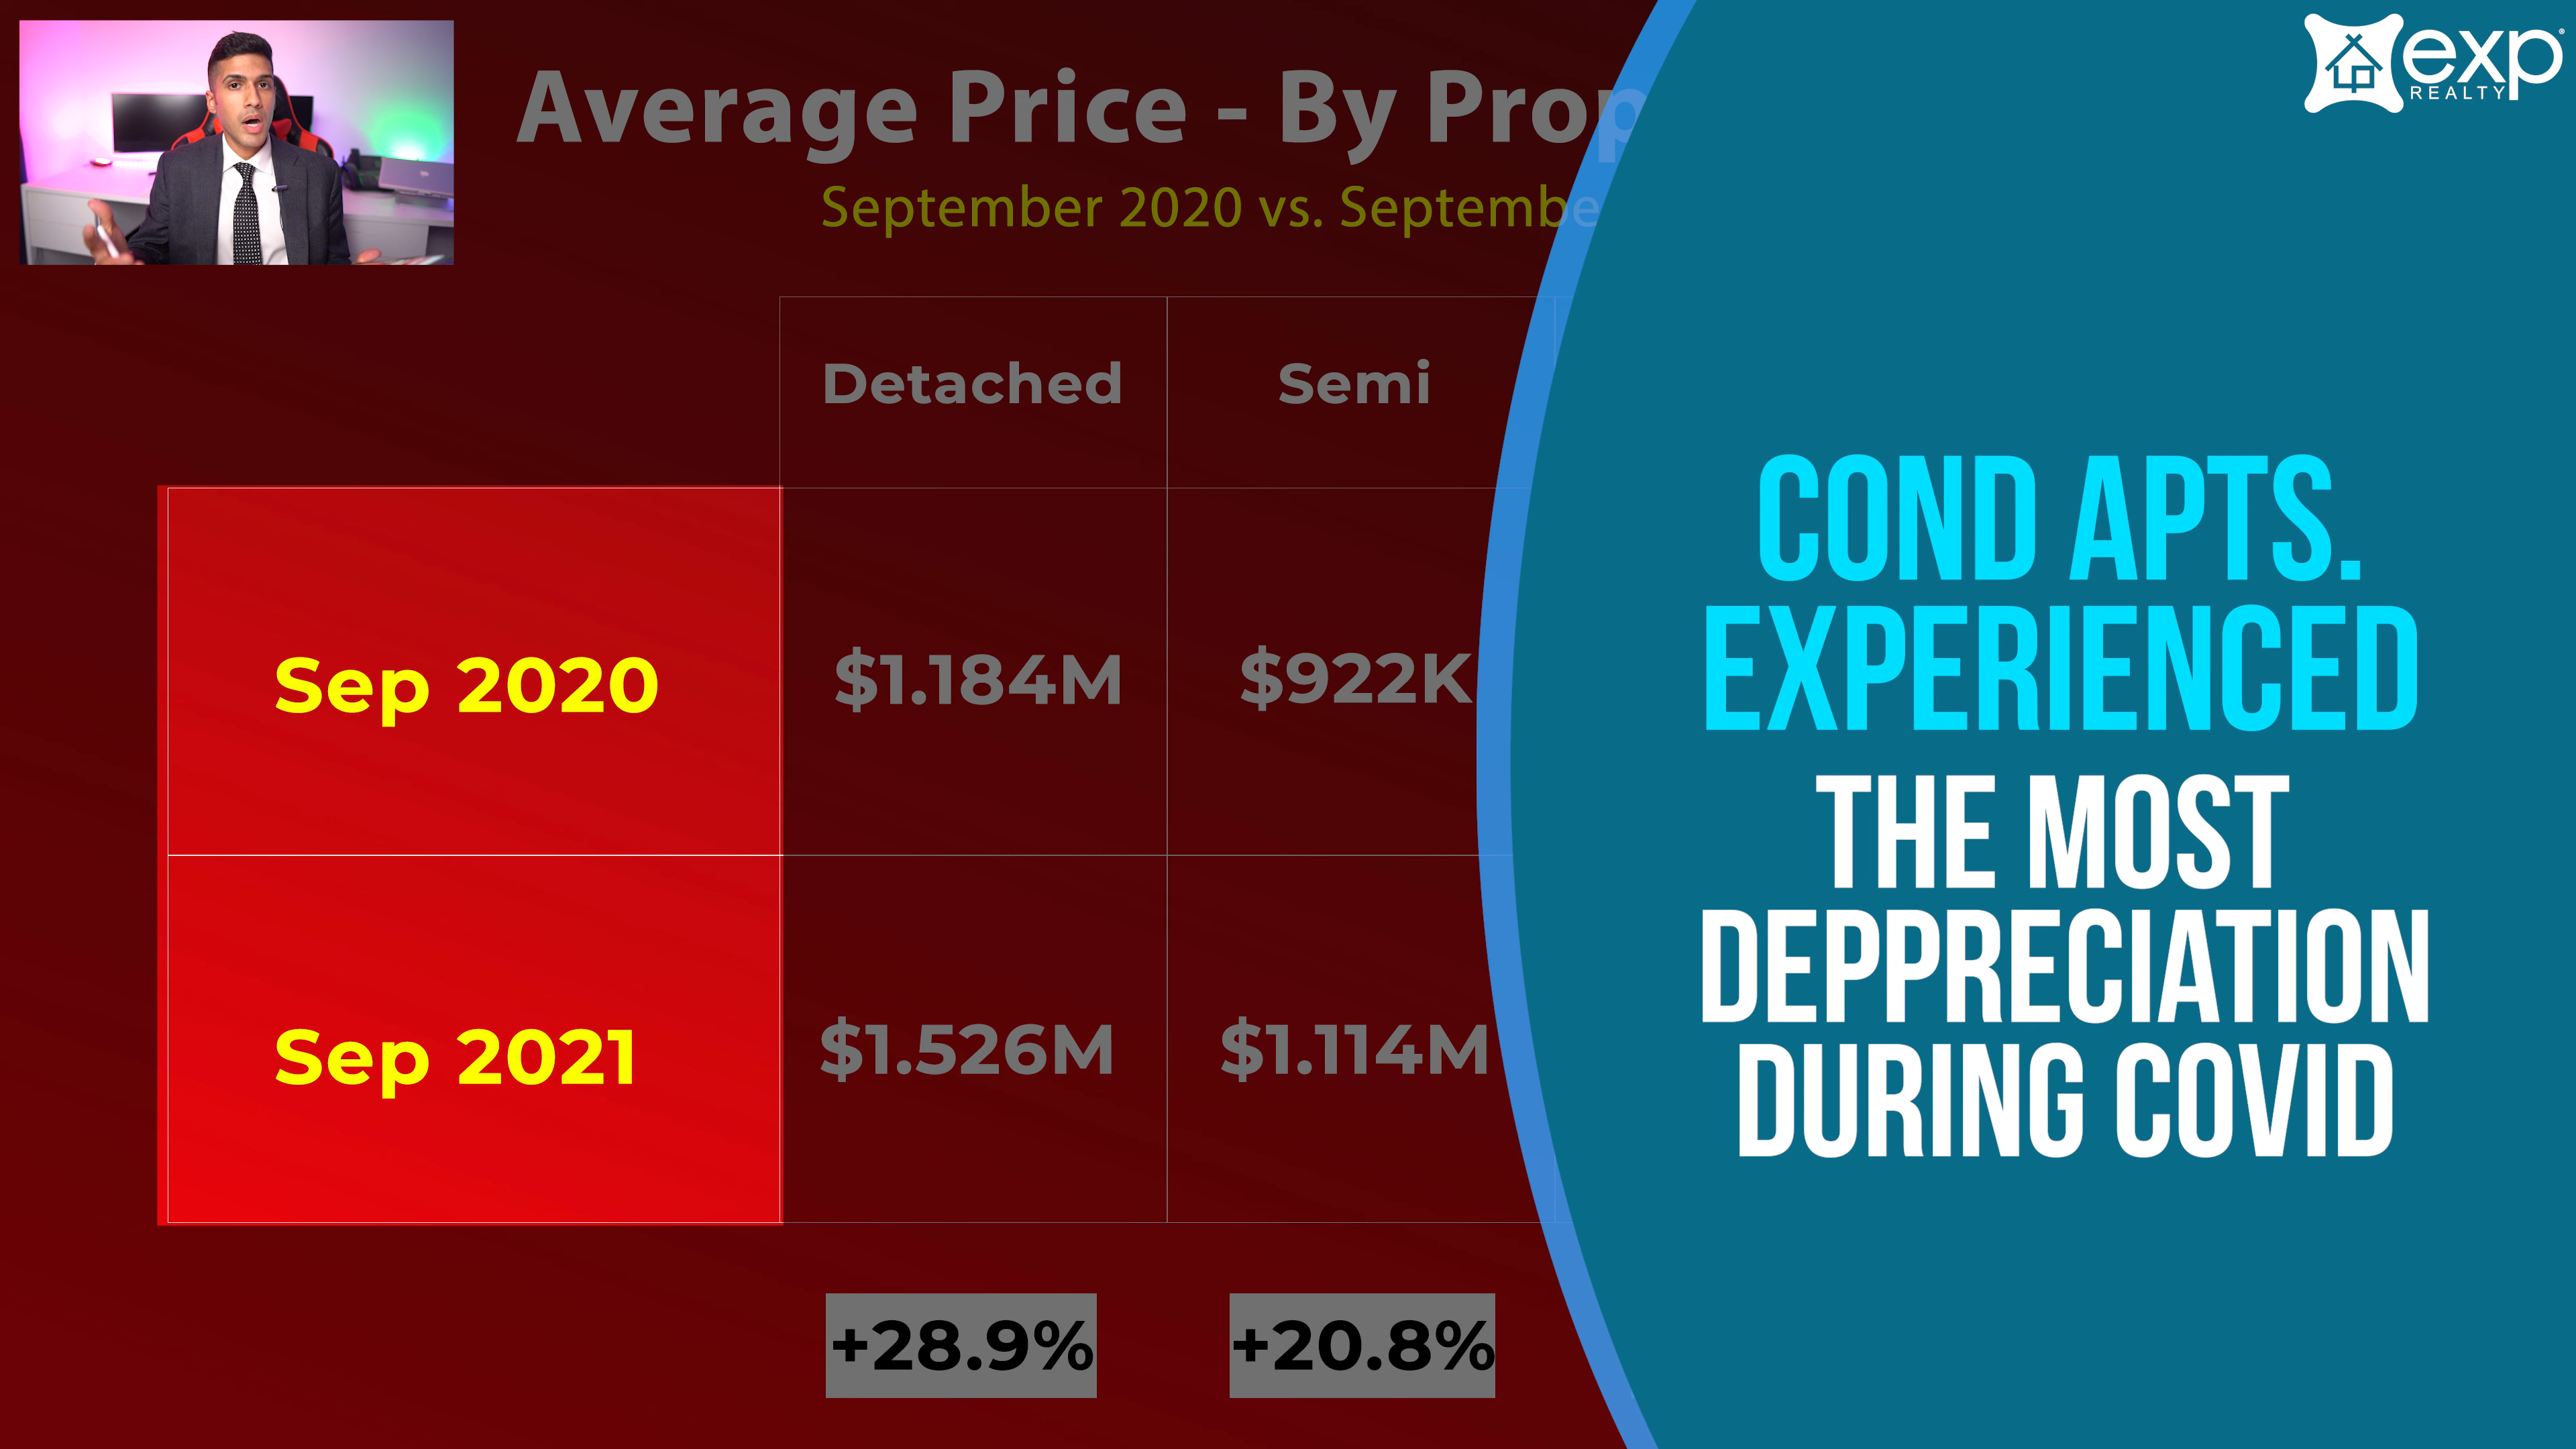 Average Price - By Prop
September 2020 vs. Septembe
Detached Semi
Sep 2020 $1.184M $922K
Sep 2021 $1.526M $1.114M
+28.9% +20.8%
exp
REALTY
COND APTS.
EXPERIENCED
THE MOST
DEPPRECIATION
DURING COVID